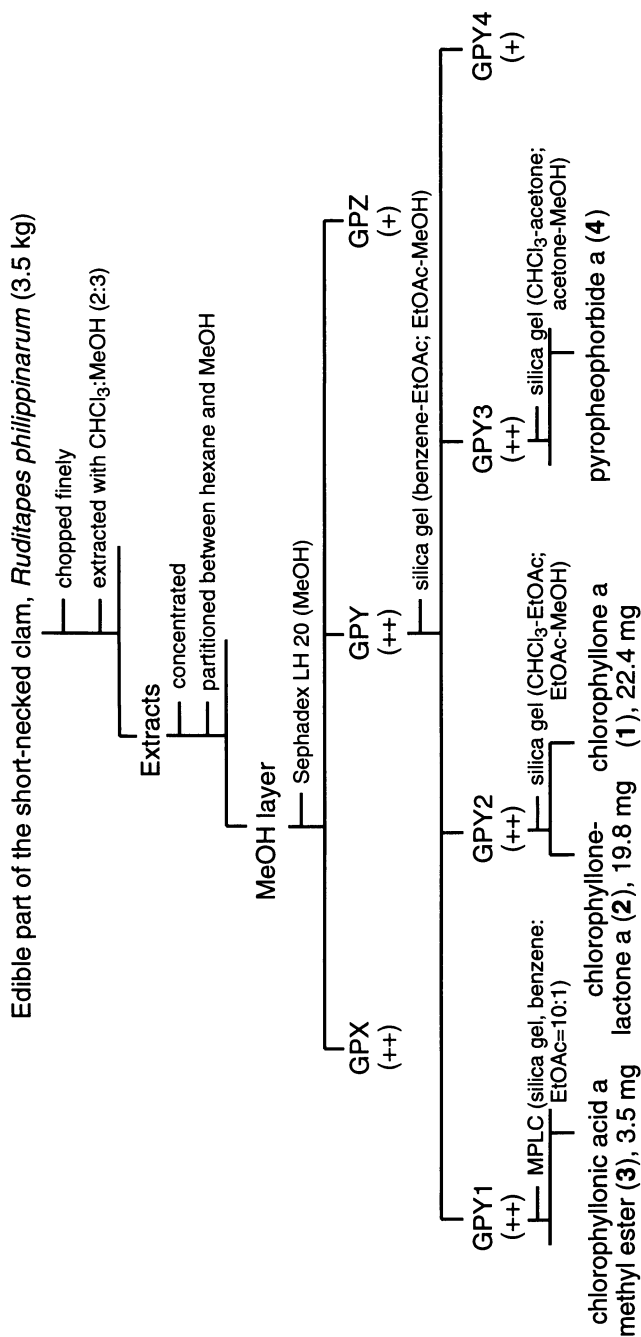 Edible part of the short-necked clam, Ruditapes philippinarum (3.5 kg)
chopped finely
extracted with CHCl₃:MeOH (2:3)
Extracts
concentrated
partitioned between hexane and MeOH
MeOH layer
Sephadex LH 20 (MeOH)
GPX
(++)
GPY
(++)
GPZ
(+)
silica gel (benzene-EtOAc; EtOAc-MeOH)
GPY1
(++)
GPY2
(++)
GPY3
(++)
GPY4
(+)
MPLC (silica gel, benzene:
EtOAc=10:1)
silica gel (CHCl₃-EtOAc;
EtOAc-MeOH)
silica gel (CHCl₃-acetone;
acetone-MeOH)
chlorophyllonic acid a
methyl ester (3), 3.5 mg
chlorophyllone-
lactone a (2), 19.8 mg
chlorophyllone a
(1), 22.4 mg
pyropheophorbide a (4)